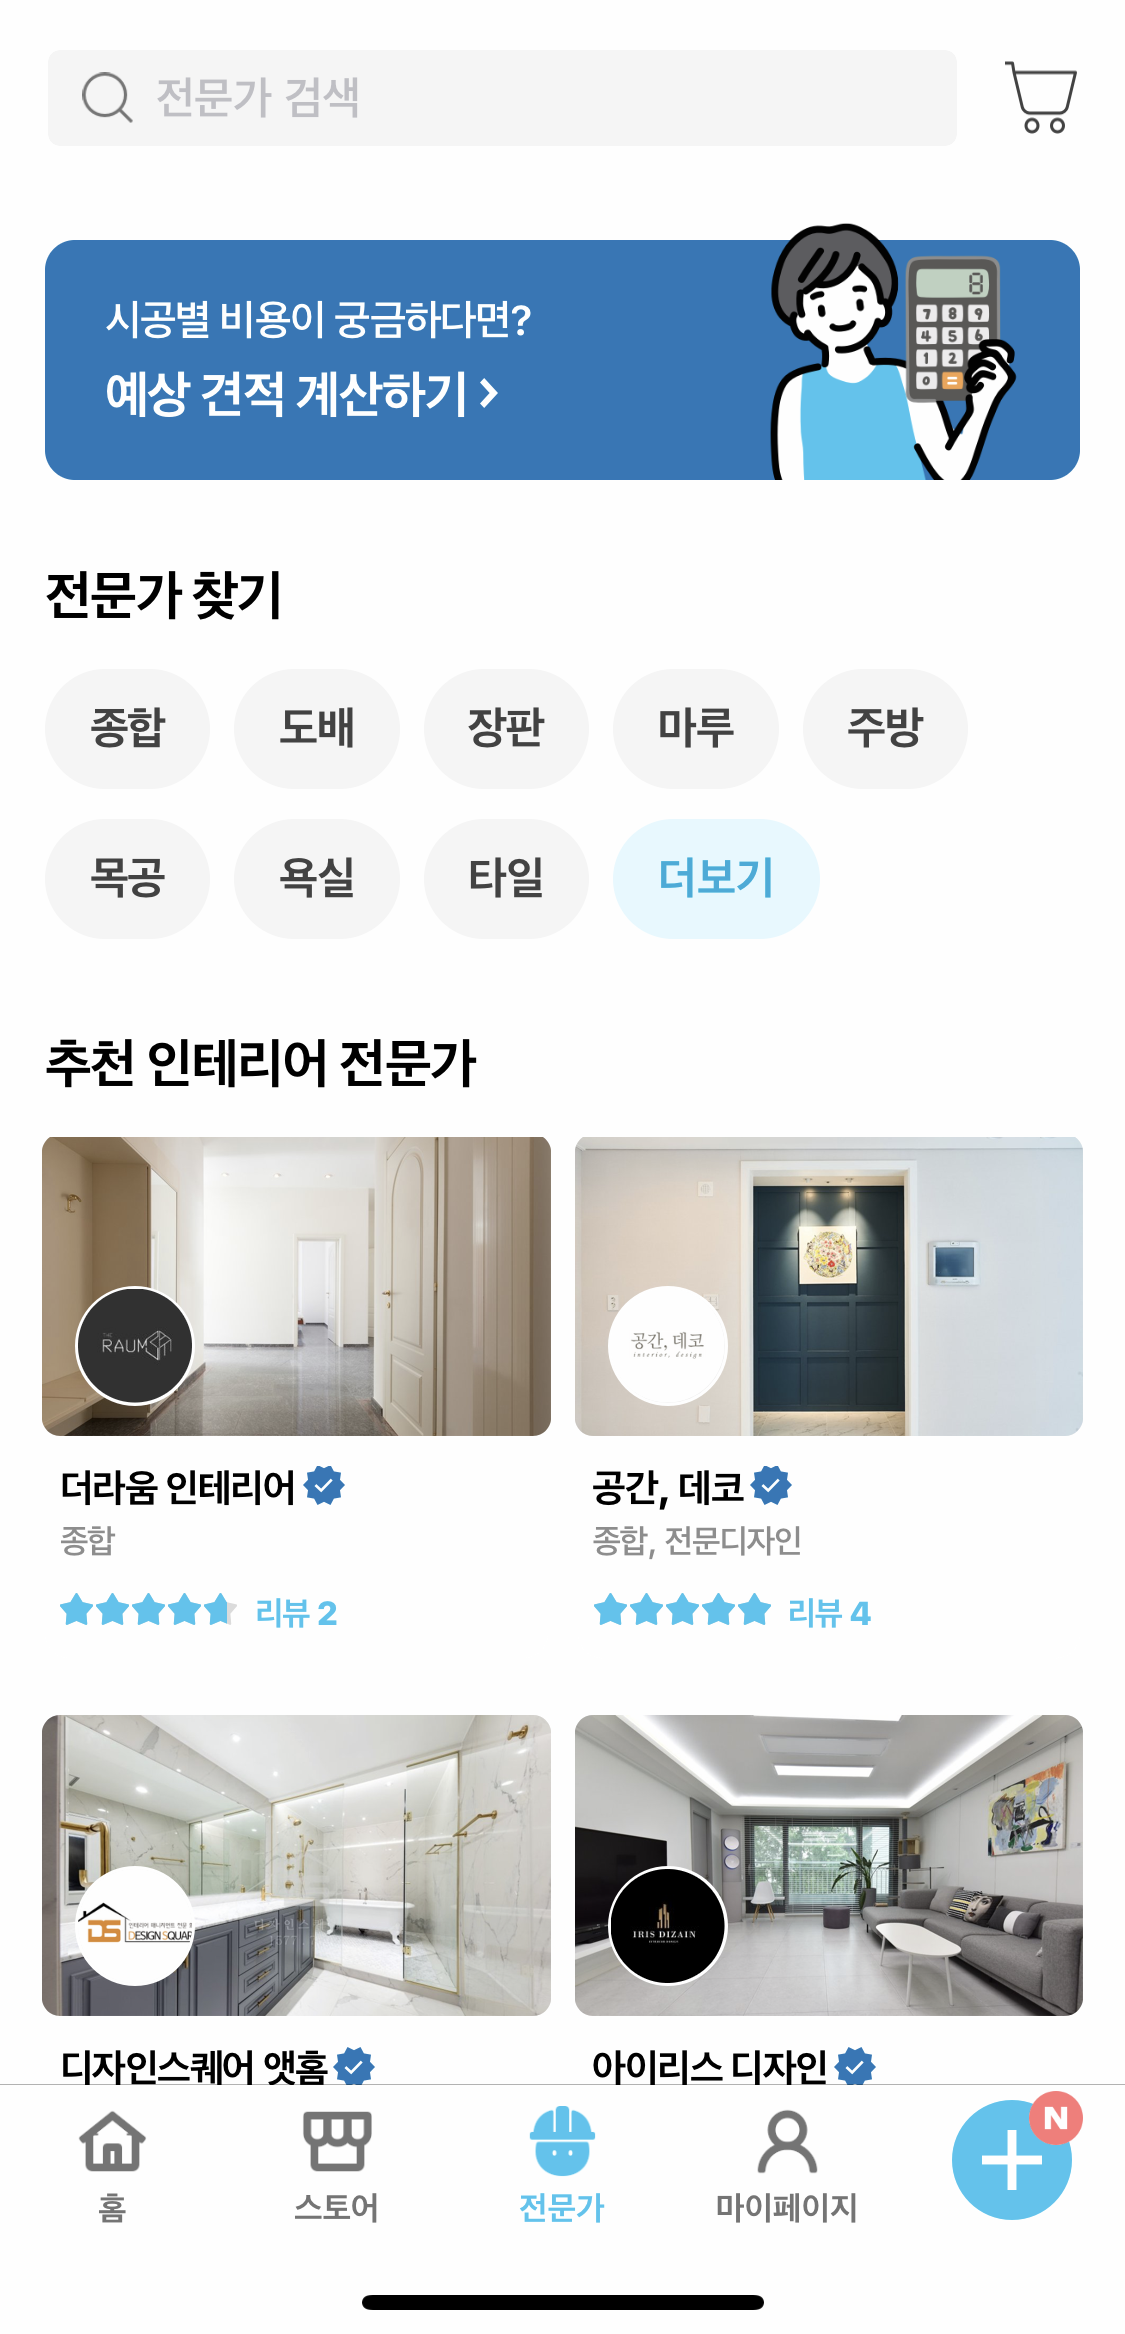 전문가 검색
시공별 비용이 궁금하다면?
예상 견적 계산하기 >
8
7 8 9
4 5 6
1 2
0 =
전문가 찾기
종합 도배 장판 마루 주방
목공 욕실 타일 더보기
추천 인테리어 전문가
THE
RAUM
공간, 데코
interior, design
더라움 인테리어
공간, 데코
종합
종합, 전문디자인
리뷰 2
리뷰 4
DS
DESIGN SQUAR
IRIS DIZAIN
디자인스퀘어 앳홈
아이리스 디자인
N
홈 스토어 전문가 마이페이지